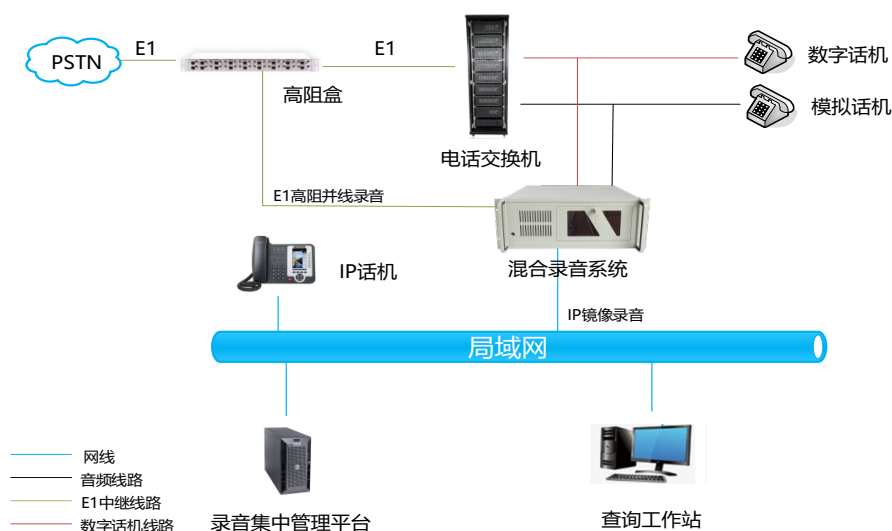 PSTN
E1
E1
高阻盒
数字话机
模拟话机
电话交换机
E1高阻并线录音
IP话机
混合录音系统
IP镜像录音
局域网
网线
音频线路
E1中继线路
数字话机线路
录音集中管理平台
查询工作站